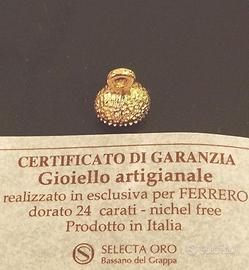 CERTIFICATO DI GARANZIA
Gioiello artigianale
realizzato in esclusiva per FERRERO
dorato 24 carati - nichel free
Prodotto in Italia
S SELECTA ORO
Bassano del Grappa